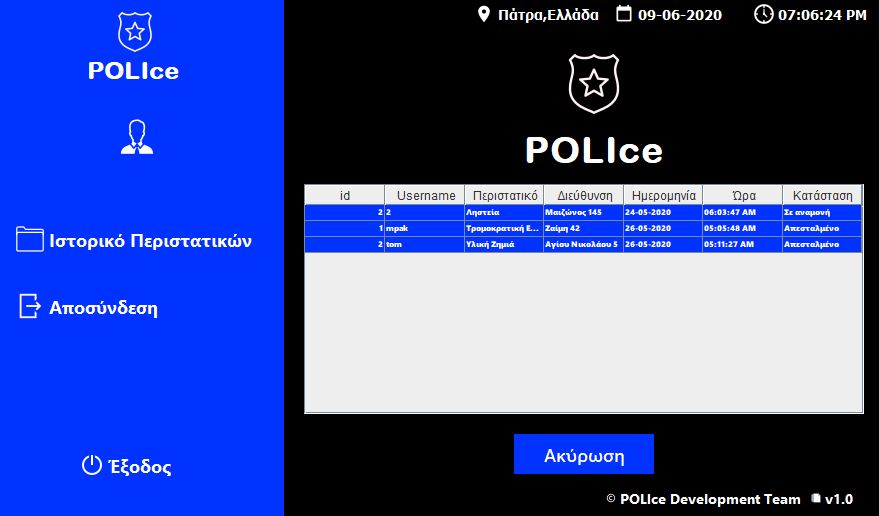 POLIce
Ιστορικό Περιστατικών
Αποσύνδεση
Έξοδος
Πάτρα,Ελλάδα 09-06-2020 07:06:24 PM
POLIce
id Username Περιστατικό Διεύθυνση Ημερομηνία Ώρα Κατάσταση
2 2 Ληστεία Μαιζώνος 145 24-05-2020 06:03:47 AM Σε αναμονή
1 mpak Τρομοκρατική Ε... Ζαίμη 42 26-05-2020 05:05:48 AM Απεσταλμένο
2 tom Υλική Ζημιά Αγίου Νικολάου 5 26-05-2020 05:11:27 AM Απεσταλμένο
Ακύρωση
© POLIce Development Team v1.0